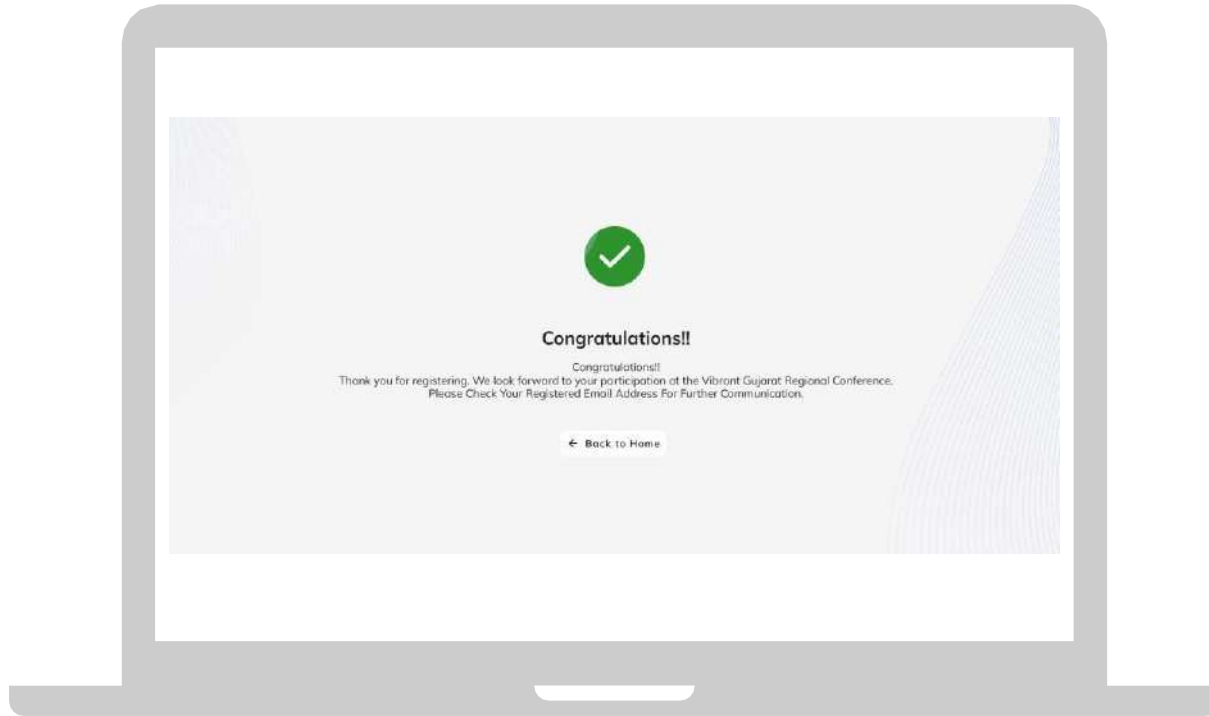 Congratulations!!
Congratulations!!
Thank you for registering. We look forward to your participation at the Vibrant Gujarat Regional Conference.
Please Check Your Registered Email Address For Further Communication.
← Back to Home